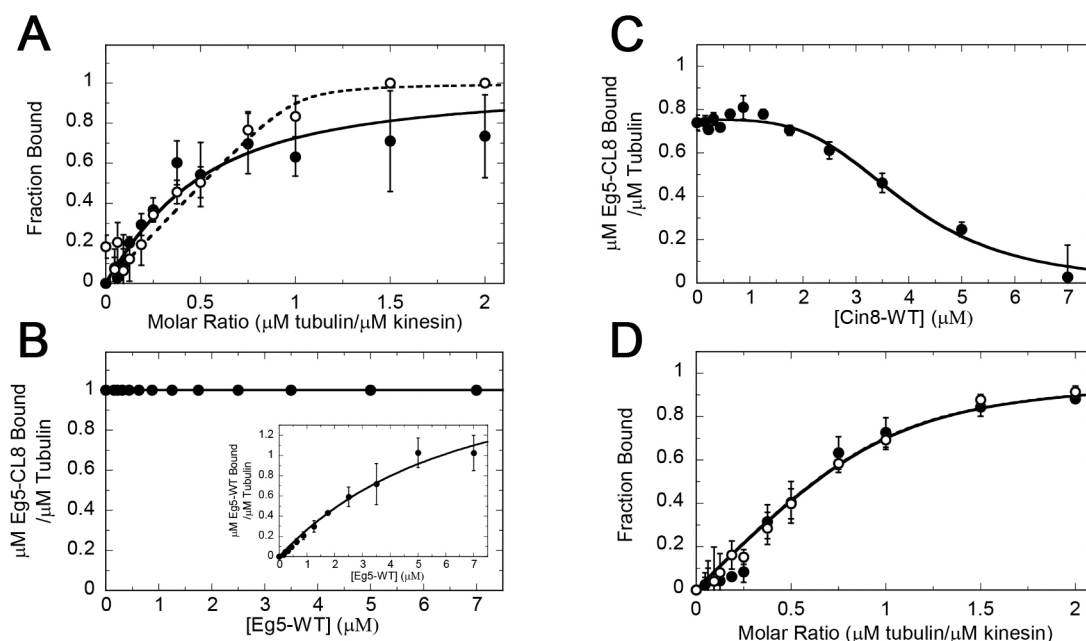 A
Fraction Bound
1
0.8
0.6
0.4
0.2
0
0 0.5 1 1.5 2
Molar Ratio (μM tubulin/μM kinesin)
B
μM Eg5-CL8 Bound
/μM Tubulin
1
0.8
0.6
0.4
0.2
0
0 1 2 3 4 5 6 7
[Eg5-WT] (μM)
μM Eg5-WT Bound
/μM Tubulin
1.2
1
0.8
0.6
0.4
0.2
0
0 1 2 3 4 5 6 7
[Eg5-WT] (μM)
C
μM Eg5-CL8 Bound
/μM Tubulin
1
0.8
0.6
0.4
0.2
0
0 1 2 3 4 5 6 7
[Cin8-WT] (μM)
D
Fraction Bound
1
0.8
0.6
0.4
0.2
0
0 0.5 1 1.5 2
Molar Ratio (μM tubulin/μM kinesin)